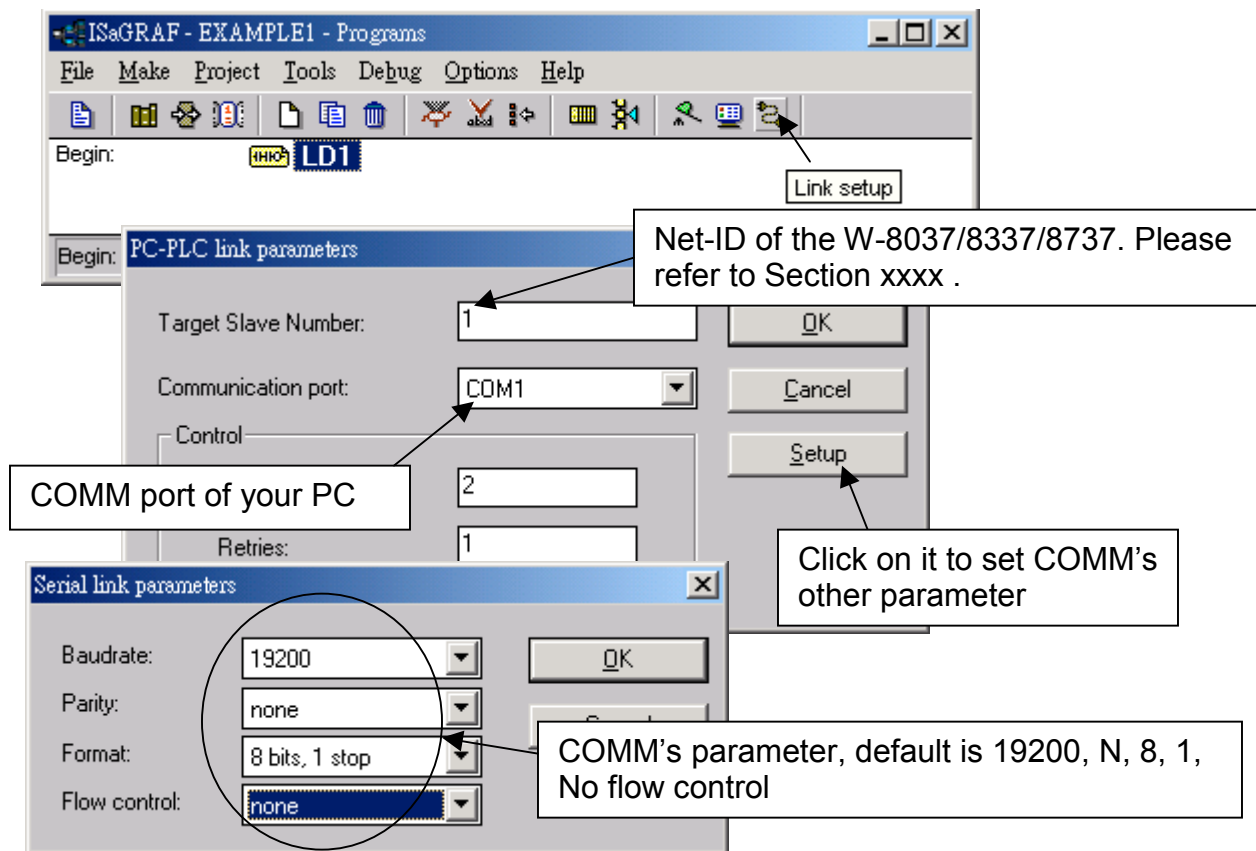 ISaGRAF - EXAMPLE1 - Programs
File Make Project Tools Debug Options Help
Begin: LD1
Link setup
Begin:
PC-PLC link parameters
Net-ID of the W-8037/8337/8737. Please
refer to Section xxxx .
Target Slave Number: 1
OK
Communication port: COM1
Cancel
Control
Setup
COMM port of your PC
2
Retries: 1
Click on it to set COMM’s
other parameter
Serial link parameters
Baudrate: 19200
OK
Parity: none
Format: 8 bits, 1 stop
COMM’s parameter, default is 19200, N, 8, 1,
No flow control
Flow control: none